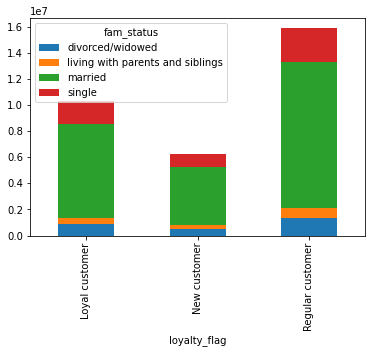 1e7
fam_status
divorced/widowed
living with parents and siblings
married
single
1.6
1.4
1.2
1.0
0.8
0.6
0.4
0.2
0.0
Loyal customer
New customer
Regular customer
loyalty_flag